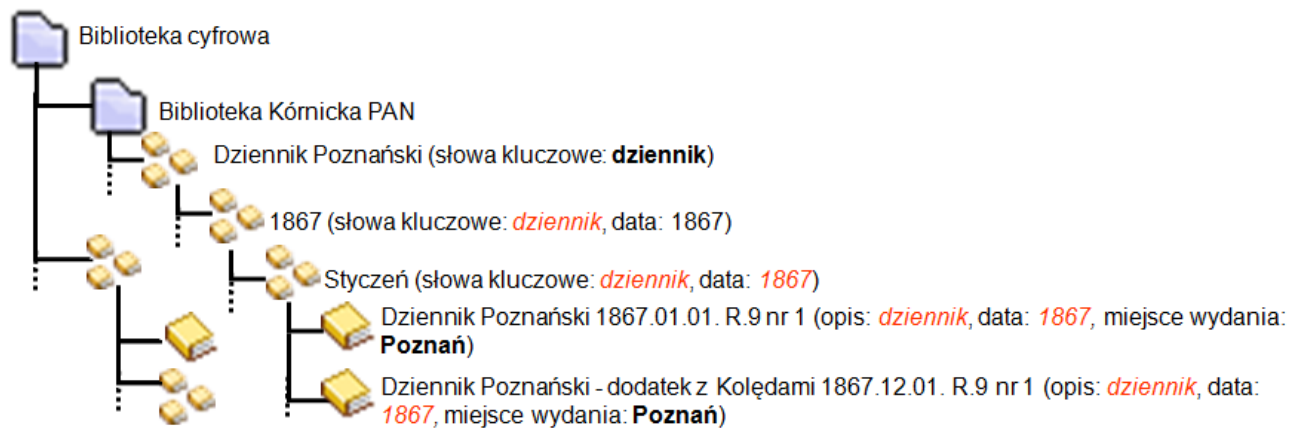 Biblioteka cyfrowa
Biblioteka Kórnicka PAN
Dziennik Poznański (słowa kluczowe: dziennik)
1867 (słowa kluczowe: dziennik, data: 1867)
Styczeń (słowa kluczowe: dziennik, data: 1867)
Dziennik Poznański 1867.01.01. R.9 nr 1 (opis: dziennik, data: 1867, miejsce wydania:
Poznań)
Dziennik Poznański - dodatek z Kolędami 1867.12.01. R.9 nr 1 (opis: dziennik, data:
1867, miejsce wydania: Poznań)